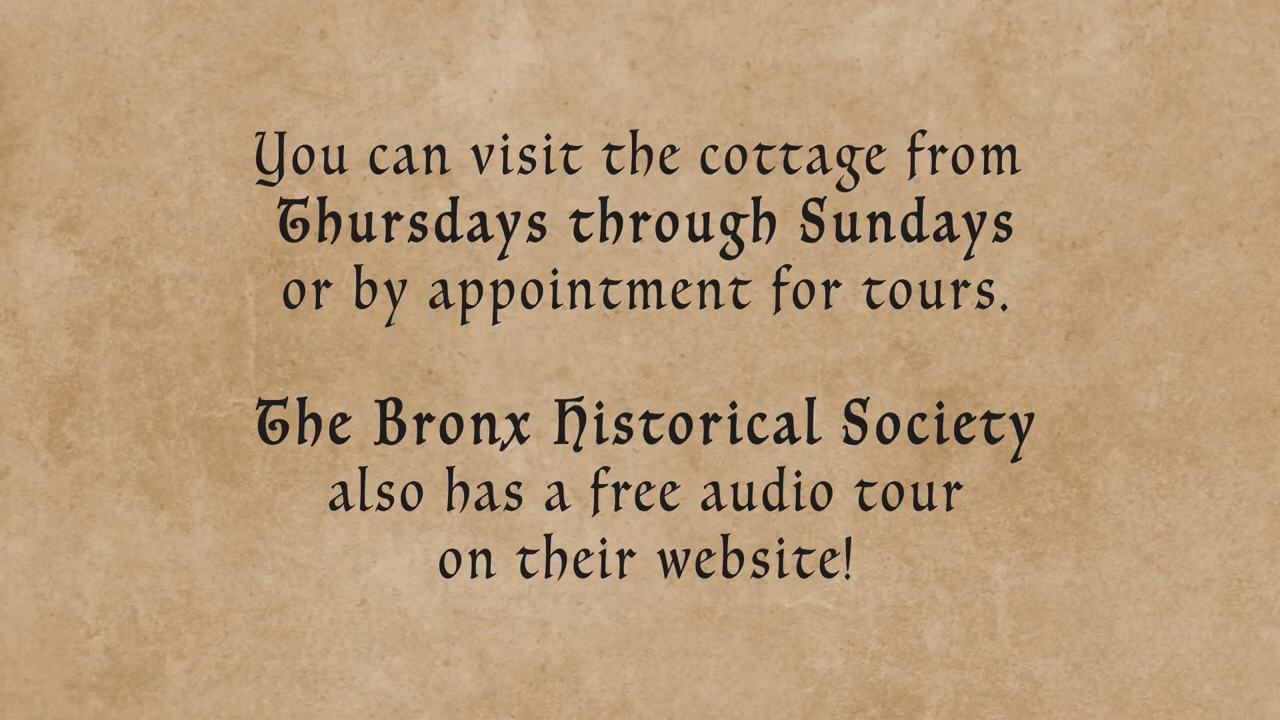 You can visit the cottage from
Thursdays through Sundays
or by appointment for tours.
The Bronx Historical Society
also has a free audio tour
on their website!